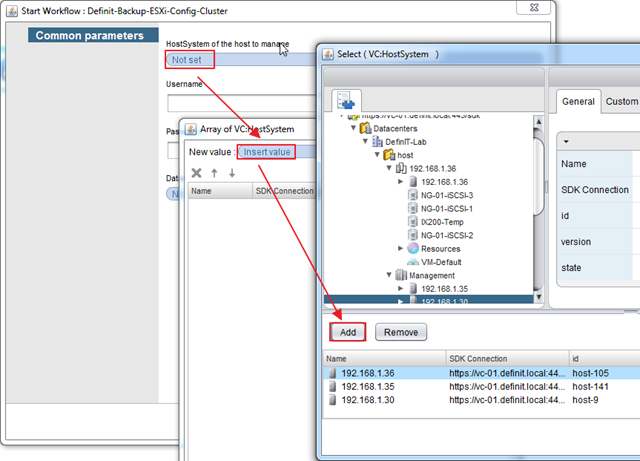 Start Workflow : Definit-Backup-ESXi-Config-Cluster
Common parameters
HostSystem of the host to manage
Not set
Username
Array of VC:HostSystem
New value : Insert value
Name
Select ( VC:HostSystem )
https://vc-01.definit.local:443/sdk
Datacenters
DefinIT-Lab
host
192.168.1.36
192.168.1.36
NG-01-iSCSI-3
NG-01-iSCSI-1
IX200-Temp
NG-01-iSCSI-2
Resources
VM-Default
Management
192.168.1.35
192.168.1.30
General Custom
Name
SDK Connection
id
version
state
Add Remove
Name SDK Connection id
192.168.1.36 https://vc-01.definit.local:44... host-105
192.168.1.35 https://vc-01.definit.local:44... host-141
192.168.1.30 https://vc-01.definit.local:44... host-9